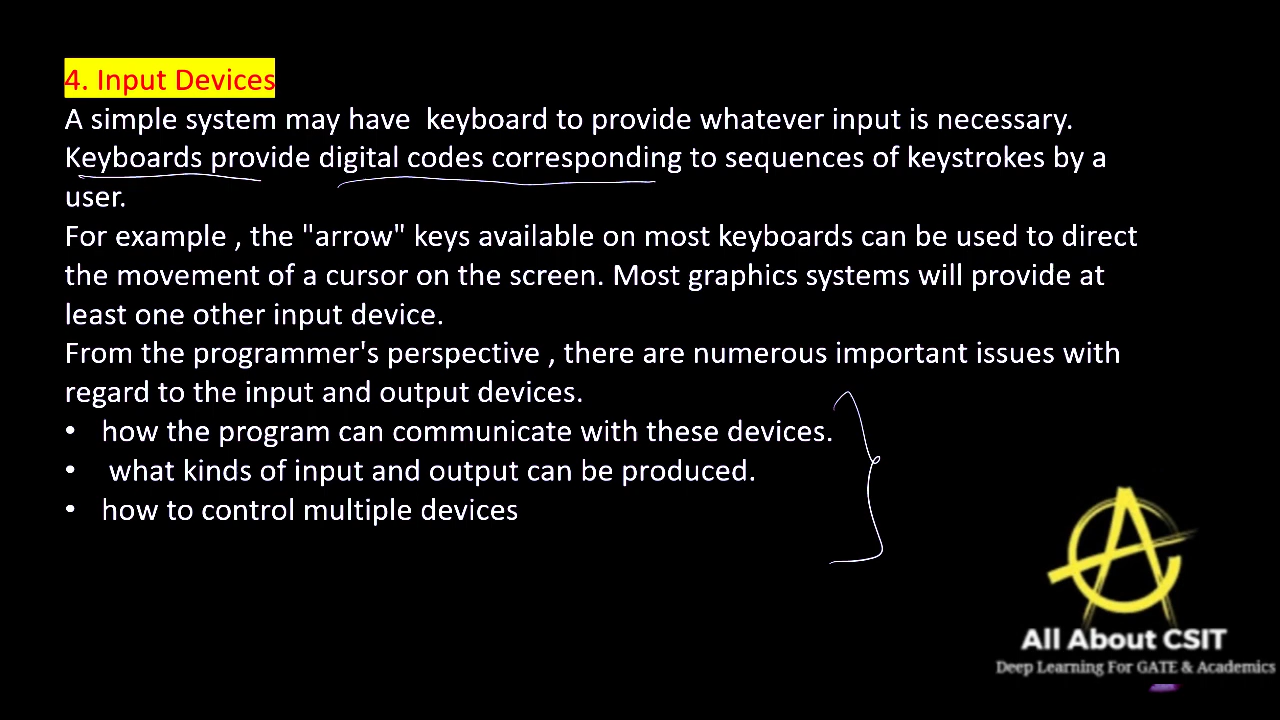 4. Input Devices
A simple system may have  keyboard to provide whatever input is necessary.
Keyboards provide digital codes corresponding to sequences of keystrokes by a
user.
For example , the "arrow" keys available on most keyboards can be used to direct
the movement of a cursor on the screen. Most graphics systems will provide at
least one other input device.
From the programmer's perspective , there are numerous important issues with
regard to the input and output devices.
• how the program can communicate with these devices.
• what kinds of input and output can be produced.
• how to control multiple devices
All About CSIT
Deep Learning For GATE & Academics